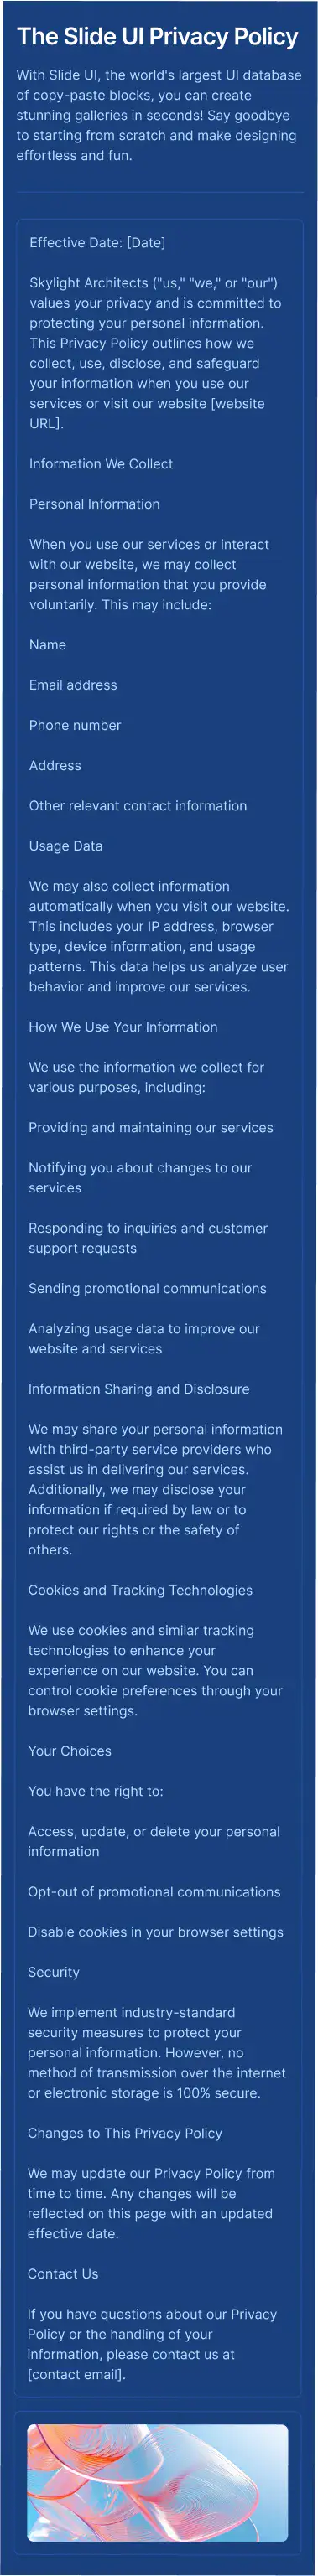 The Slide UI Privacy Policy
With Slide UI, the world's largest UI database
of copy-paste blocks, you can create
stunning galleries in seconds! Say goodbye
to starting from scratch and make designing
effortless and fun.
Effective Date: [Date]
Skylight Architects ("us," "we," or "our")
values your privacy and is committed to
protecting your personal information.
This Privacy Policy outlines how we
collect, use, disclose, and safeguard
your information when you use our
services or visit our website [website
URL].
Information We Collect
Personal Information
When you use our services or interact
with our website, we may collect
personal information that you provide
voluntarily. This may include:
Name
Email address
Phone number
Address
Other relevant contact information
Usage Data
We may also collect information
automatically when you visit our website.
This includes your IP address, browser
type, device information, and usage
patterns. This data helps us analyze user
behavior and improve our services.
How We Use Your Information
We use the information we collect for
various purposes, including:
Providing and maintaining our services
Notifying you about changes to our
services
Responding to inquiries and customer
support requests
Sending promotional communications
Analyzing usage data to improve our
website and services
Information Sharing and Disclosure
We may share your personal information
with third-party service providers who
assist us in delivering our services.
Additionally, we may disclose your
information if required by law or to
protect our rights or the safety of
others.
Cookies and Tracking Technologies
We use cookies and similar tracking
technologies to enhance your
experience on our website. You can
control cookie preferences through your
browser settings.
Your Choices
You have the right to:
Access, update, or delete your personal
information
Opt-out of promotional communications
Disable cookies in your browser settings
Security
We implement industry-standard
security measures to protect your
personal information. However, no
method of transmission over the internet
or electronic storage is 100% secure.
Changes to This Privacy Policy
We may update our Privacy Policy from
time to time. Any changes will be
reflected on this page with an updated
effective date.
Contact Us
If you have questions about our Privacy
Policy or the handling of your
information, please contact us at
[contact email].